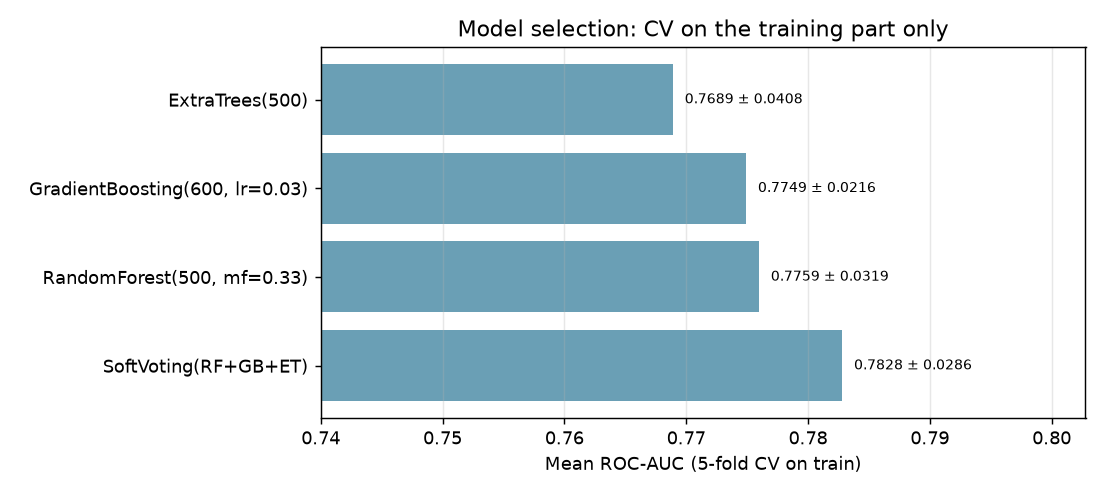 Model selection: CV on the training part only
ExtraTrees(500)
0.7689 ± 0.0408
GradientBoosting(600, lr=0.03)
0.7749 ± 0.0216
RandomForest(500, mf=0.33)
0.7759 ± 0.0319
SoftVoting(RF+GB+ET)
0.7828 ± 0.0286
0.74 0.75 0.76 0.77 0.78 0.79 0.80
Mean ROC-AUC (5-fold CV on train)